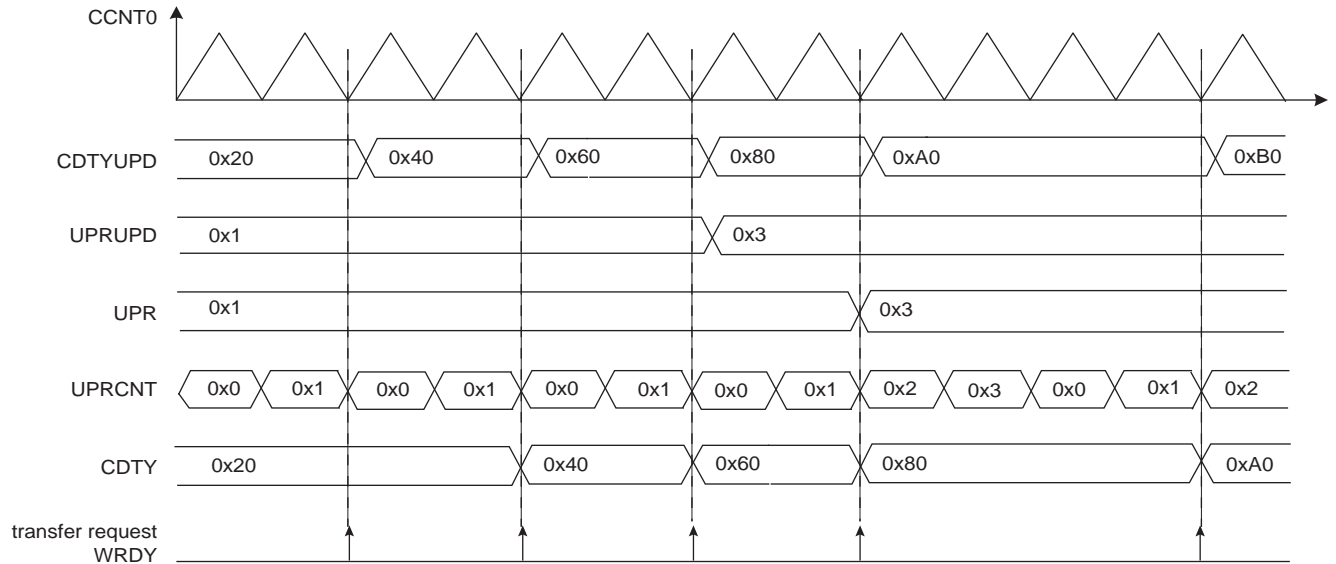 CCNT0
CDTYUPD 0x20 0x40 0x60 0x80 0xA0 0xB0
UPRUPD 0x1 0x3
UPR 0x1 0x3
UPRCNT 0x0 0x1 0x0 0x1 0x0 0x1 0x0 0x1 0x2 0x3 0x0 0x1 0x2
CDTY 0x20 0x40 0x60 0x80 0xA0
transfer request
WRDY